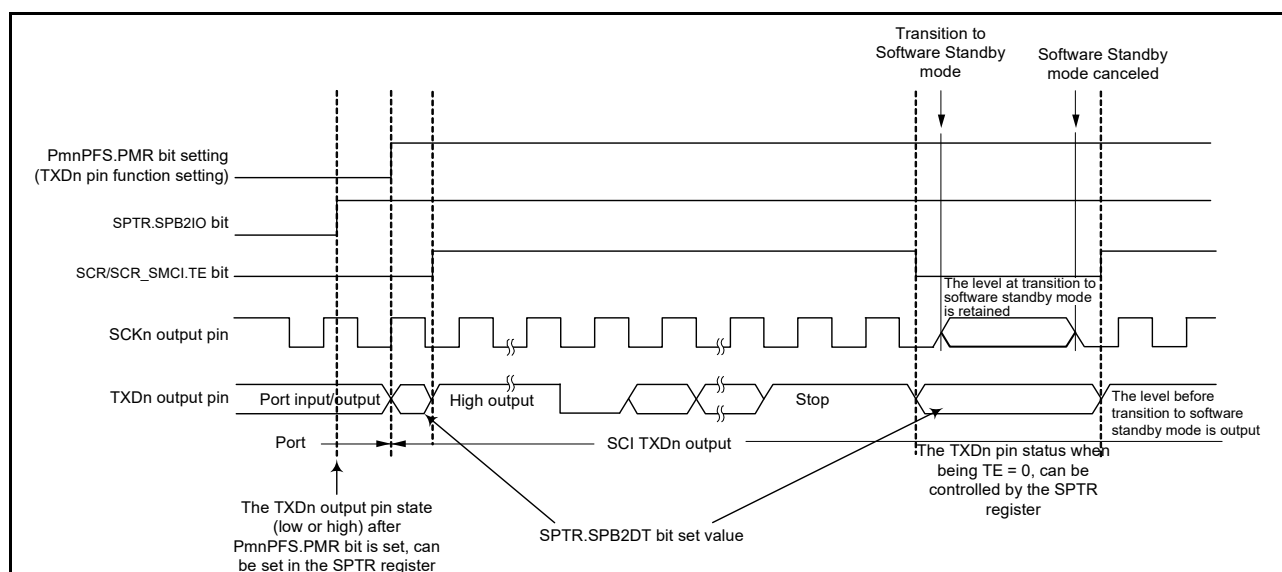 Transition to
Software Standby
mode
Software Standby
mode canceled
PmnPFS.PMR bit setting
(TXDn pin function setting)
SPTR.SPB2IO bit
SCR/SCR_SMCI.TE bit
The level at transition to
software standby mode
is retained
SCKn output pin
TXDn output pin
Port input/output
High output
Stop
The level before
transition to software
standby mode is output
Port
SCI TXDn output
The TXDn pin status when
being TE = 0, can be
controlled by the SPTR
register
The TXDn output pin state
(low or high) after
PmnPFS.PMR bit is set, can
be set in the SPTR register
SPTR.SPB2DT bit set value